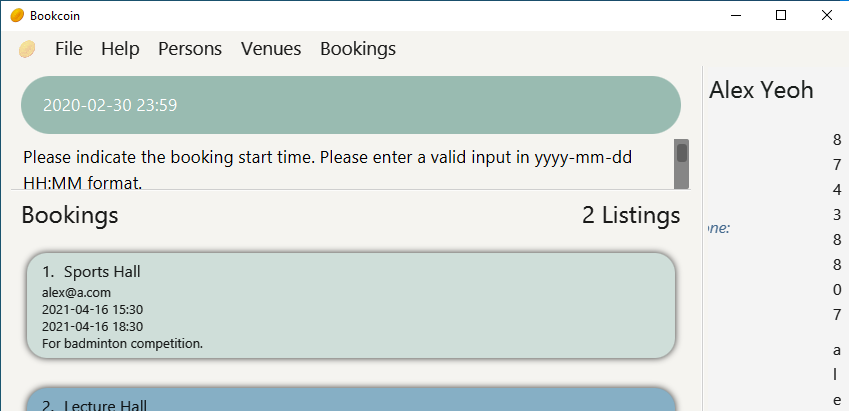 Bookcoin
File Help Persons Venues Bookings
2020-02-30 23:59
Please indicate the booking start time. Please enter a valid input in yyyy-mm-dd
HH:MM format.
Bookings
2 Listings
1. Sports Hall
alex@a.com
2021-04-16 15:30
2021-04-16 18:30
For badminton competition.
2. Lecture Hall
Alex Yeoh
one:
8
7
4
3
8
8
0
7
a
l
e